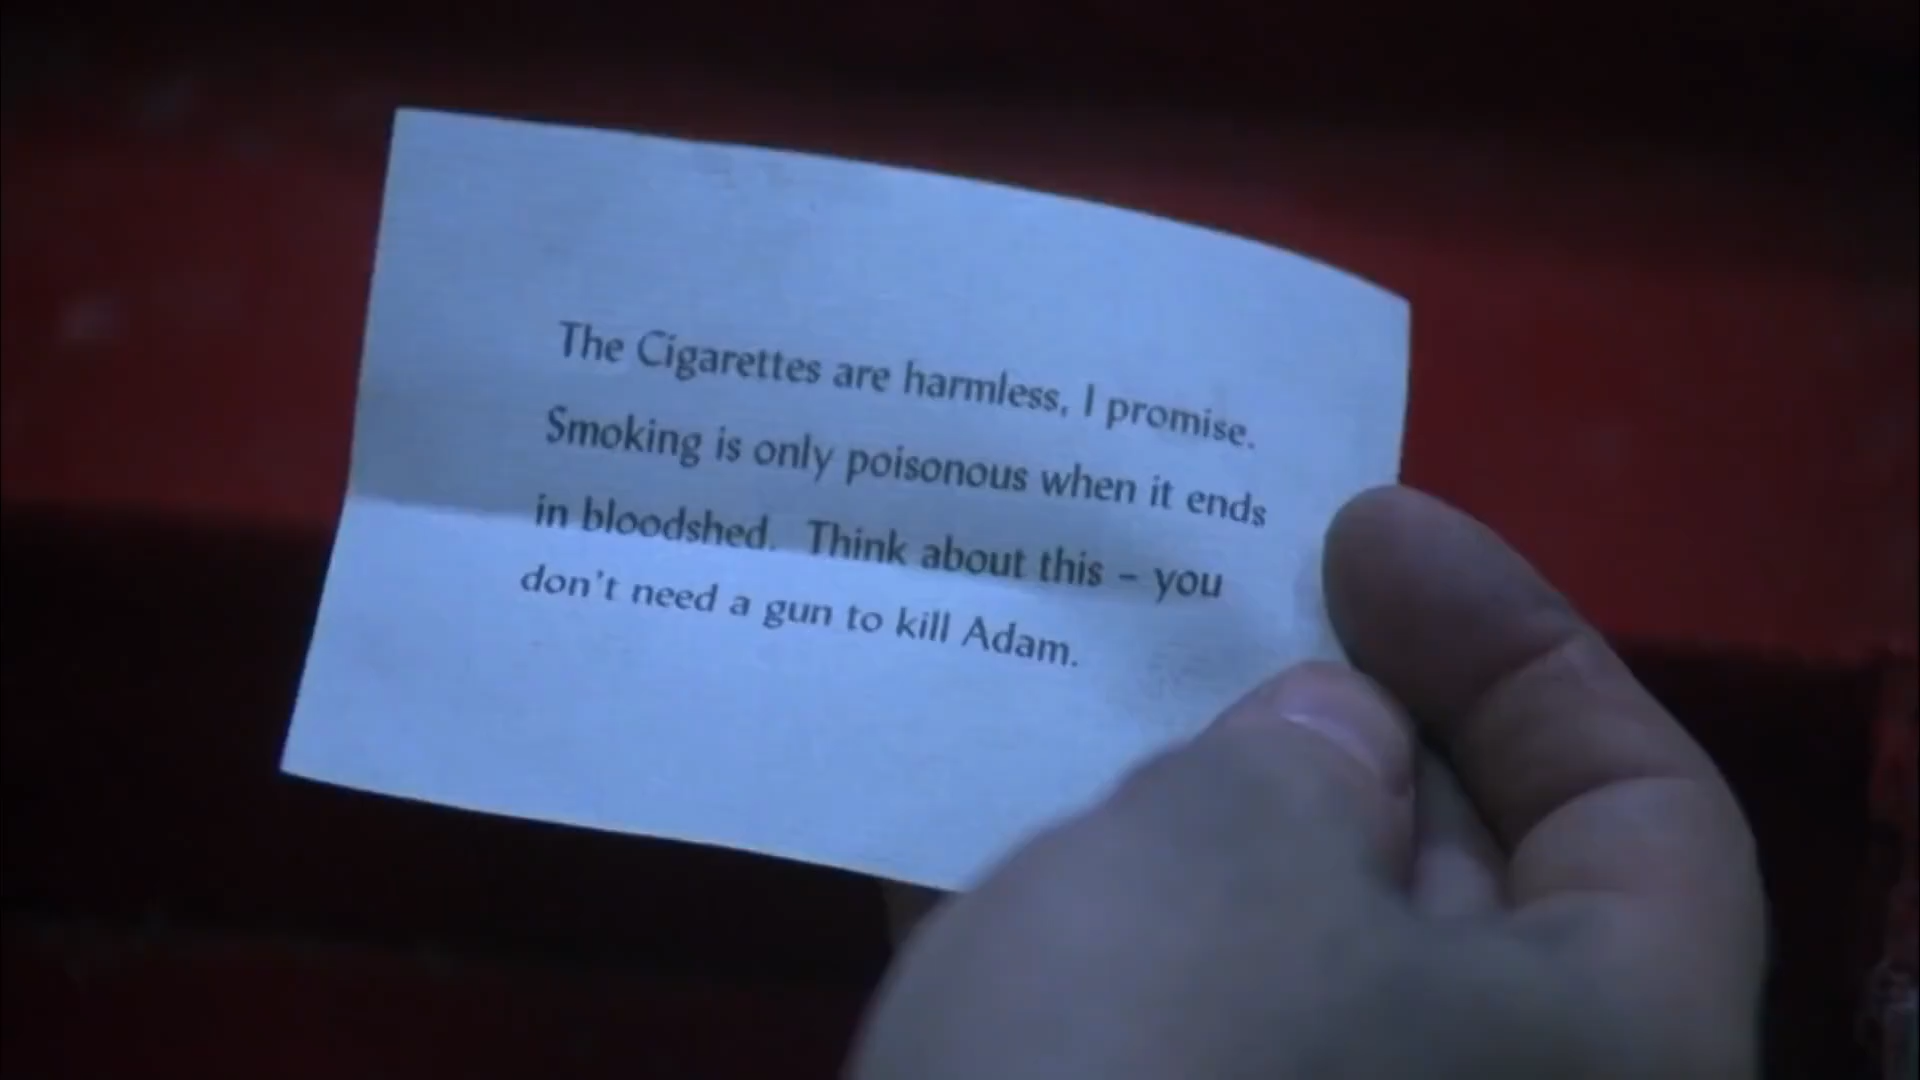 The Cigarettes are harmless, I promise.
Smoking is only poisonous when it ends
in bloodshed. Think about this – you
don't need a gun to kill Adam.